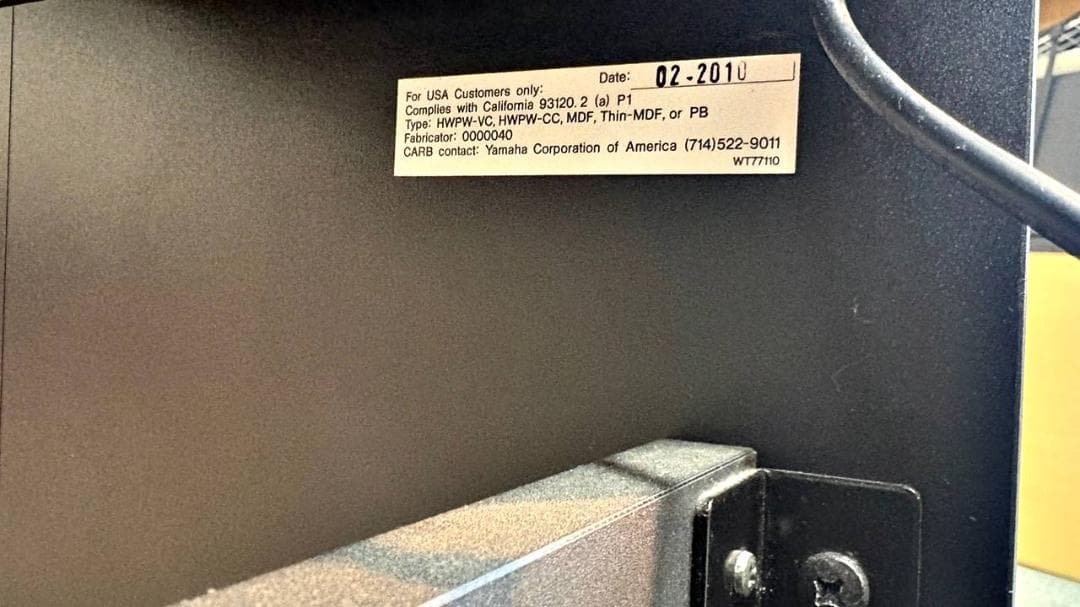 Date: 02-2010
For USA Customers only:
Complies with California 93120.2 (a) P1
Type: HWPW-VC, HWPW-CC, MDF, Thin-MDF, or PB
Fabricator: 0000040
CARB contact: Yamaha Corporation of America (714)522-9011
WT77110